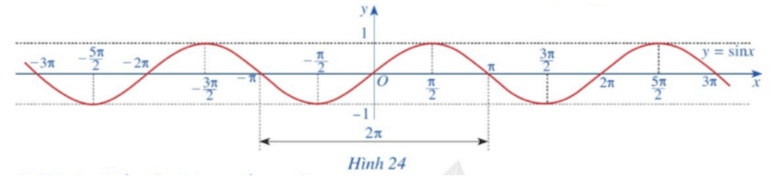 y
1
-3π -5π/2 -2π -3π/2 -π -π/2 O π/2 π 3π/2 2π 5π/2 3π x
y = sinx
-1
2π
Hình 24